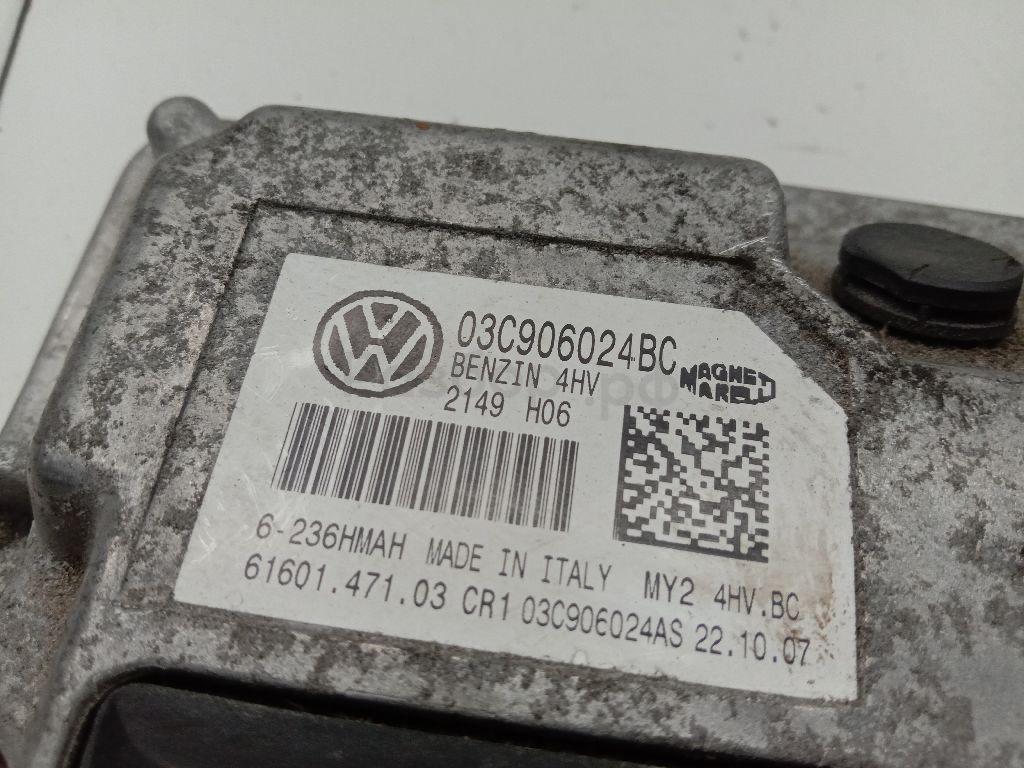 03C906024BC
BENZIN 4HV
2149 H06
MAGNETI
MARELLI
6-236HMAH MADE IN ITALY MY2 4HV.BC
61601.471.03 CR1 03C906024AS 22.10.07